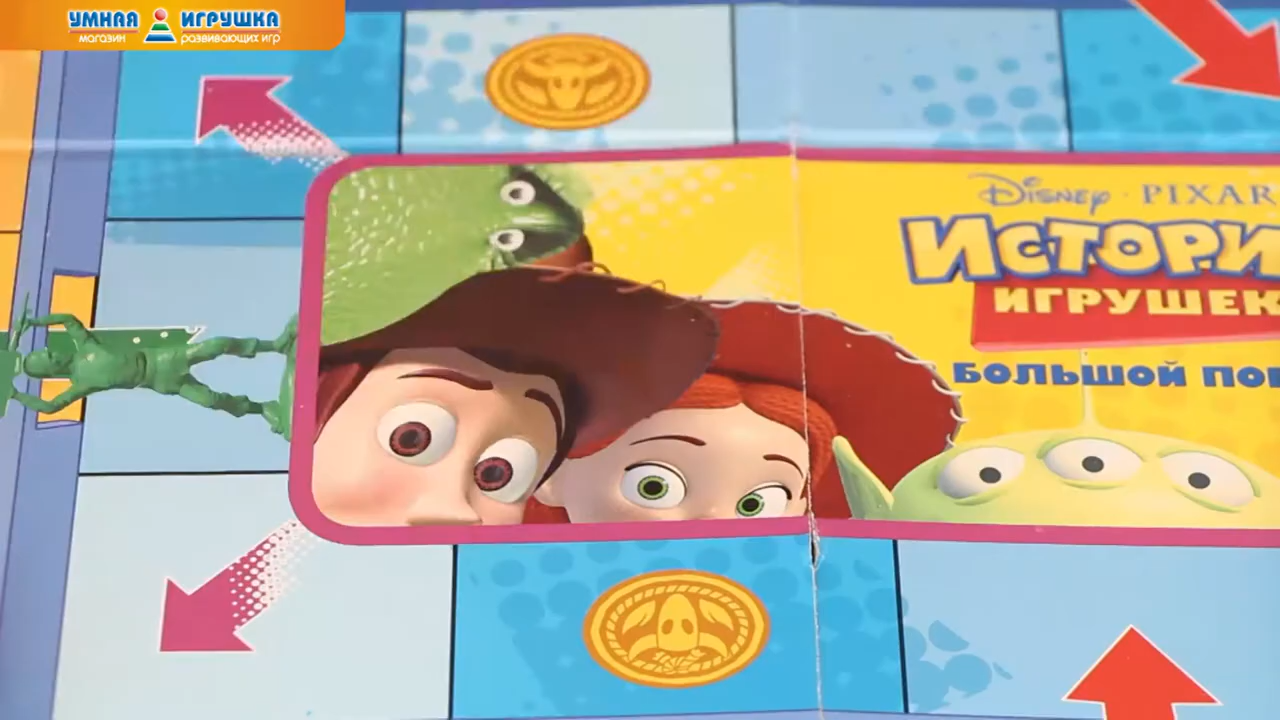 УМНАЯ ИГРУШКА
магазин развивающих игр
DISNEY · PIXAR
ИСТОРИ
ИГРУШЕК
БОЛЬШОЙ ПО